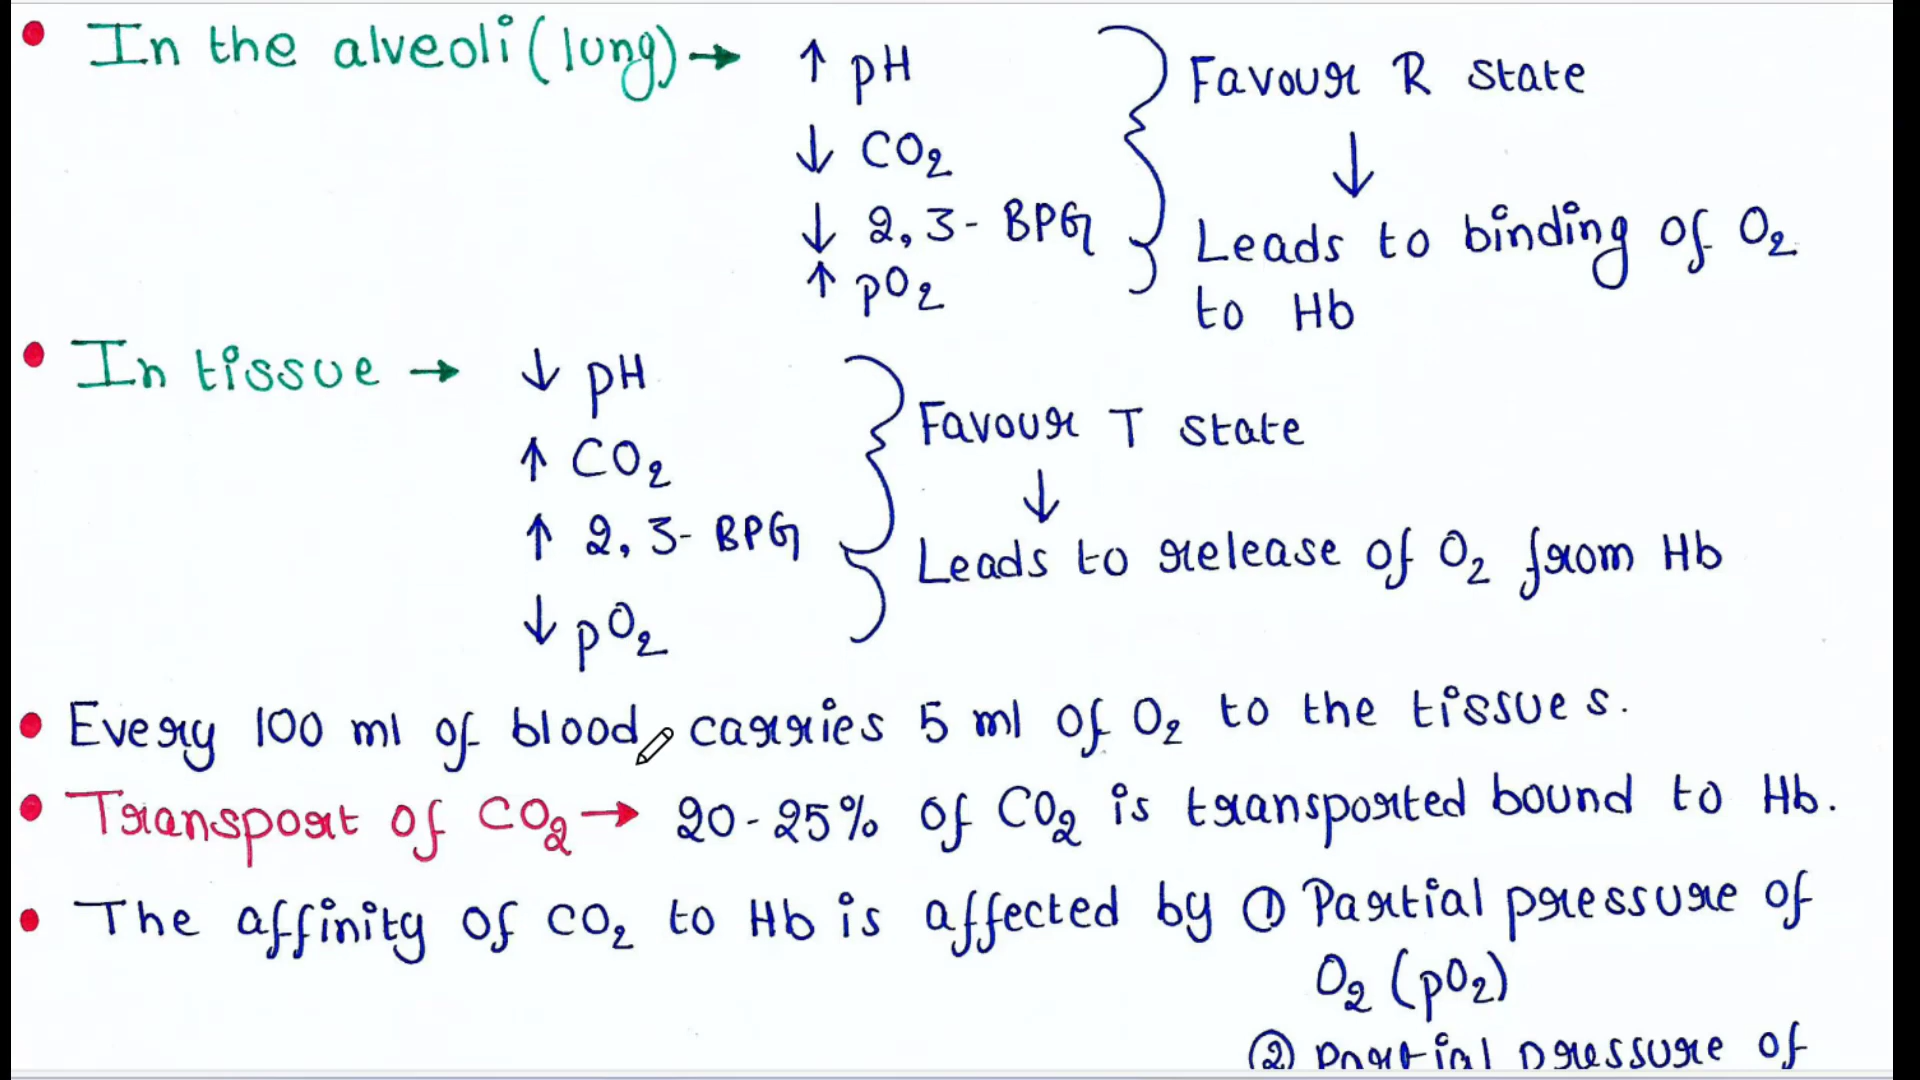 • In the alveoli (lung) → ↑ pH
↓ CO₂
↓ 2,3- BPG
↑ pO₂
Favour R state
↓
Leads to binding of O₂
to Hb
• In tissue → ↓ pH
↑ CO₂
↑ 2,3- BPG
↓ pO₂
Favour T state
↓
Leads to release of O₂ from Hb
• Every 100 ml of blood carries 5 ml of O₂ to the tissues.
• Transport of CO₂ → 20-25% of CO₂ is transported bound to Hb.
• The affinity of CO₂ to Hb is affected by ① Partial pressure of
O₂ (pO₂)
② Partial pressure of